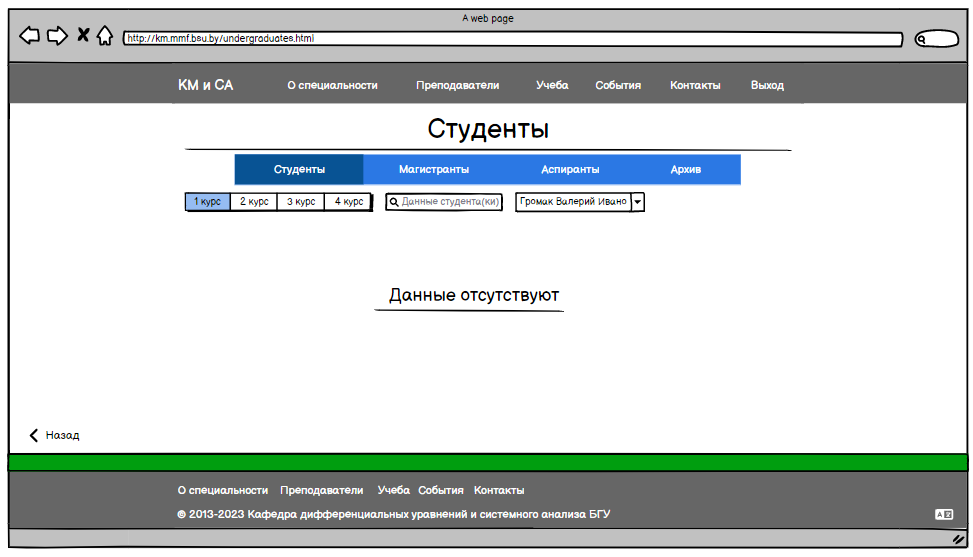 A web page
http://km.mmf.bsu.by/undergraduates.html
КМ и СА О специальности Преподаватели Учеба События Контакты Выход
Студенты
Студенты Магистранты Аспиранты Архив
1 курс 2 курс 3 курс 4 курс Данные студента(ки) Громак Валерий Ивано
Данные отсутствуют
Назад
О специальности Преподаватели Учеба События Контакты
© 2013-2023 Кафедра дифференциальных уравнений и системного анализа БГУ